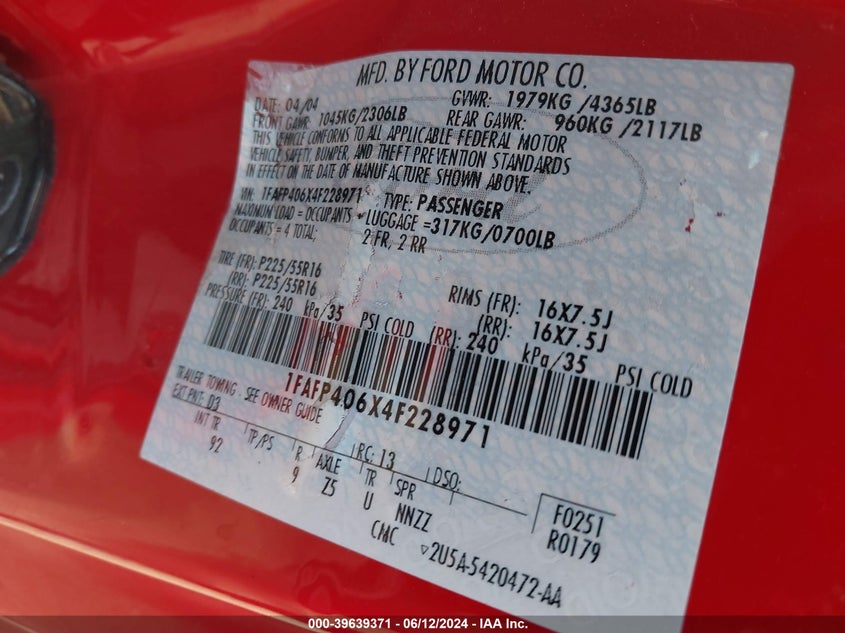 MFD. BY FORD MOTOR CO.
DATE: 04/04 GVWR: 1979KG /4365LB
FRONT GAWR: 1045KG/2306LB REAR GAWR: 960KG /2117LB
THIS VEHICLE CONFORMS TO ALL APPLICABLE FEDERAL MOTOR
VEHICLE SAFETY, BUMPER, AND THEFT PREVENTION STANDARDS
IN EFFECT ON THE DATE OF MANUFACTURE SHOWN ABOVE.
VIN: 1FAFP406X4F228971 TYPE: PASSENGER
MAXIMUM LOAD = OCCUPANTS + LUGGAGE =317KG/0700LB
OCCUPANTS = 4 TOTAL; 2 FR, 2 RR
TIRE (FR): P225/55R16 RIMS (FR): 16X7.5J
(RR): P225/55R16 (RR): 16X7.5J
PRESSURE (FR): 240 kPa/35 PSI COLD (RR): 240 kPa/35 PSI COLD
1FAFP406X4F228971
TRAILER TOWING - SEE OWNER GUIDE
EXT PNT: D3 RC: 13 DSO:
INT TR TP/PS R AXLE TR SPR
92 9 Z5 U NNZZ
F0251
R0179
CMC ▽2U5A-5420472-AA
000-39639371 - 06/12/2024 - IAA Inc.